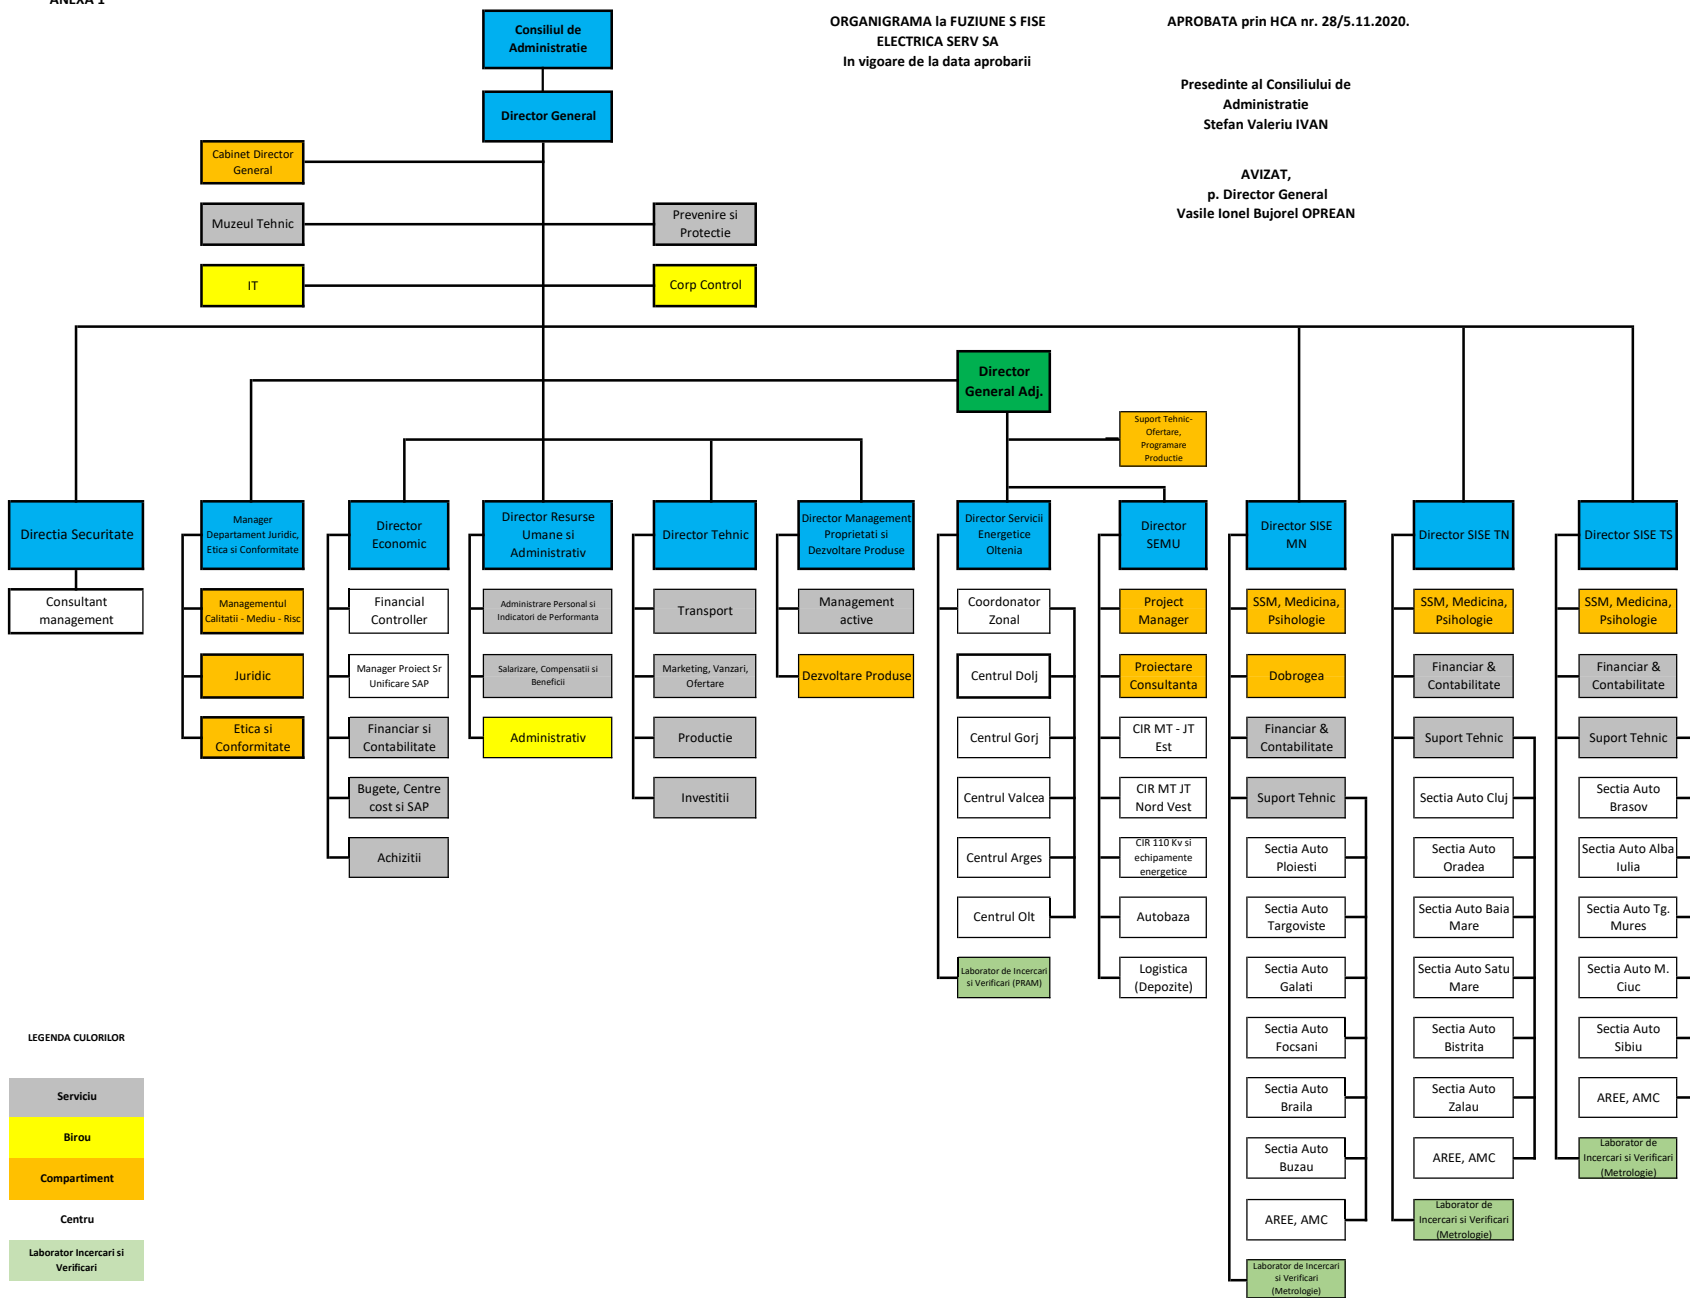 ANEXA 1
ORGANIGRAMA la FUZIUNE S FISE
ELECTRICA SERV SA
In vigoare de la data aprobarii
APROBATA prin HCA nr. 28/5.11.2020.
Presedinte al Consiliului de
Administratie
Stefan Valeriu IVAN
AVIZAT,
p. Director General
Vasile Ionel Bujorel OPREAN
Consiliul de
Administratie
Director General
Cabinet Director
General
Muzeul Tehnic
Prevenire si
Protectie
IT
Corp Control
Director
General Adj.
Suport Tehnic-
Ofertare,
Programare
Productie
Directia Securitate
Consultant
management
Manager
Departament Juridic,
Etica si Conformitate
Managementul
Calitatii - Mediu - Risc
Juridic
Etica si
Conformitate
Director
Economic
Financial
Controller
Manager Proiect Sr
Unificare SAP
Financiar si
Contabilitate
Bugete, Centre
cost si SAP
Achizitii
Director Resurse
Umane si
Administrativ
Administrare Personal si
Indicatori de Performanta
Salarizare, Compensatii si
Beneficii
Administrativ
Director Tehnic
Transport
Marketing, Vanzari,
Ofertare
Productie
Investitii
Director Management
Proprietati si
Dezvoltare Produse
Management
active
Dezvoltare Produse
Director Servicii
Energetice
Oltenia
Coordonator
Zonal
Centrul Dolj
Centrul Gorj
Centrul Valcea
Centrul Arges
Centrul Olt
Laborator de Incercari
si Verificari (PRAM)
Director
SEMU
Project
Manager
Proiectare
Consultanta
CIR MT - JT
Est
CIR MT JT
Nord Vest
CIR 110 Kv si
echipamente
energetice
Autobaza
Logistica
(Depozite)
Director SISE
MN
SSM, Medicina,
Psihologie
Dobrogea
Financiar &
Contabilitate
Suport Tehnic
Sectia Auto
Ploiesti
Sectia Auto
Targoviste
Sectia Auto
Galati
Sectia Auto
Focsani
Sectia Auto
Braila
Sectia Auto
Buzau
AREE, AMC
Laborator de Incercari
si Verificari
(Metrologie)
Director SISE TN
SSM, Medicina,
Psihologie
Financiar &
Contabilitate
Suport Tehnic
Sectia Auto Cluj
Sectia Auto
Oradea
Sectia Auto Baia
Mare
Sectia Auto Satu
Mare
Sectia Auto
Bistrita
Sectia Auto
Zalau
AREE, AMC
Laborator de
Incercari si Verificari
(Metrologie)
Director SISE TS
SSM, Medicina,
Psihologie
Financiar &
Contabilitate
Suport Tehnic
Sectia Auto
Brasov
Sectia Auto Alba
Iulia
Sectia Auto Tg.
Mures
Sectia Auto M.
Ciuc
Sectia Auto
Sibiu
AREE, AMC
Laborator de
Incercari si Verificari
(Metrologie)
LEGENDA CULORILOR
Serviciu
Birou
Compartiment
Centru
Laborator Incercari si
Verificari